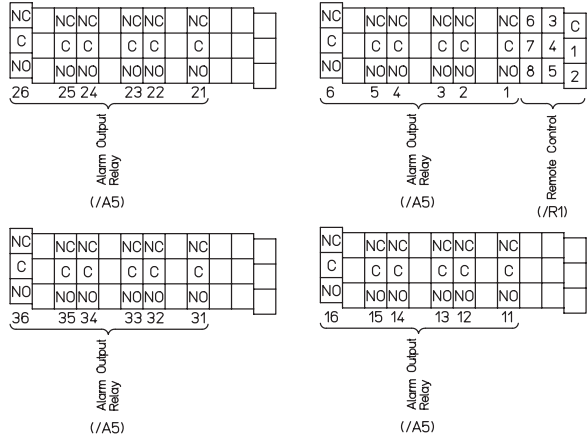 NC NC NC NC NC NC
C C C C C C
NO NO NO NO NO NO
26 25 24 23 22 21
Alarm Output
Relay
(/A5)
NC NC NC NC NC NC 6 3 C
C C C C C C 7 4 1
NO NO NO NO NO NO 8 5 2
6 5 4 3 2 1
Alarm Output
Relay
(/A5)
Remote Control
(/R1)
NC NC NC NC NC NC
C C C C C C
NO NO NO NO NO NO
36 35 34 33 32 31
Alarm Output
Relay
(/A5)
NC NC NC NC NC NC
C C C C C C
NO NO NO NO NO NO
16 15 14 13 12 11
Alarm Output
Relay
(/A5)